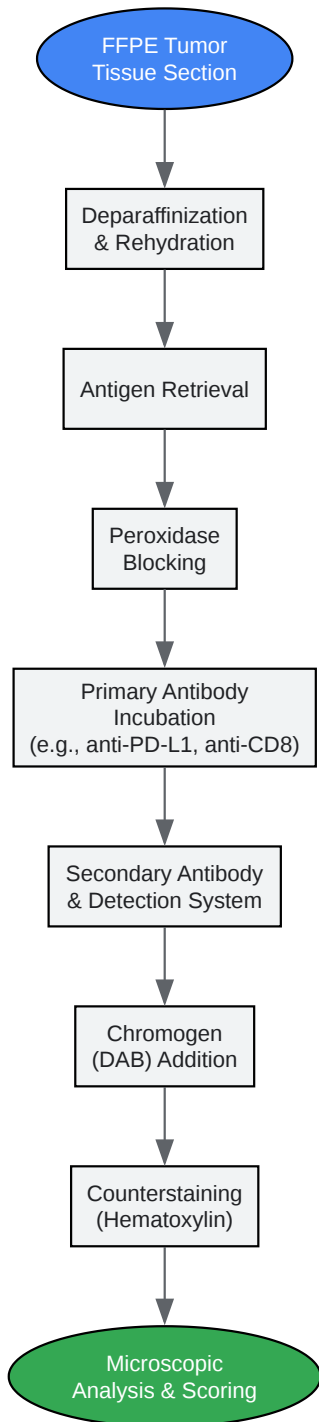 FFPE Tumor
Tissue Section
Deparaffinization
& Rehydration
Antigen Retrieval
Peroxidase
Blocking
Primary Antibody
Incubation
(e.g., anti-PD-L1, anti-CD8)
Secondary Antibody
& Detection System
Chromogen
(DAB) Addition
Counterstaining
(Hematoxylin)
Microscopic
Analysis & Scoring